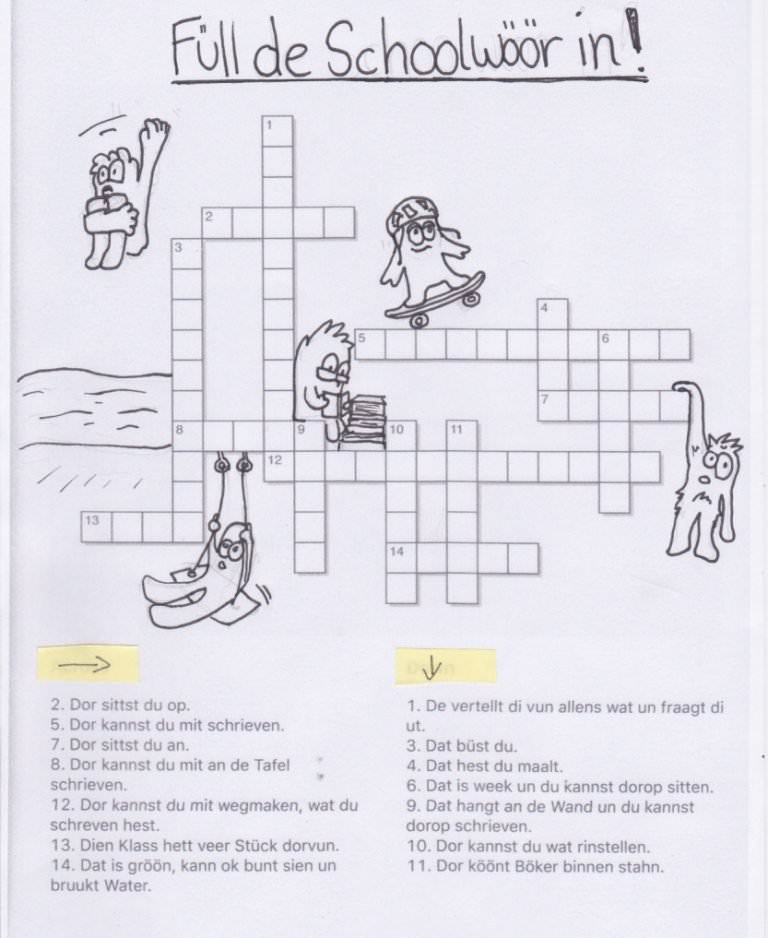 Füll de Schoolwöör in!
1
2
3
4
5
6
7
8
9
10
11
12
13
14
→
2. Dor sittst du op.
5. Dor kannst du mit schrieven.
7. Dor sittst du an.
8. Dor kannst du mit an de Tafel
schrieven.
12. Dor kannst du mit wegmaken, wat du
schreven hest.
13. Dien Klass hett veer Stück dorvun.
14. Dat is gröön, kann ok bunt sien un
bruukt Water.
↓
1. De vertellt di vun allens wat un fraagt di
ut.
3. Dat büst du.
4. Dat hest du maalt.
6. Dat is week un du kannst dorop sitten.
9. Dat hangt an de Wand un du kannst
dorop schrieven.
10. Dor kannst du wat rinstellen.
11. Dor köönt Böker binnen stahn.